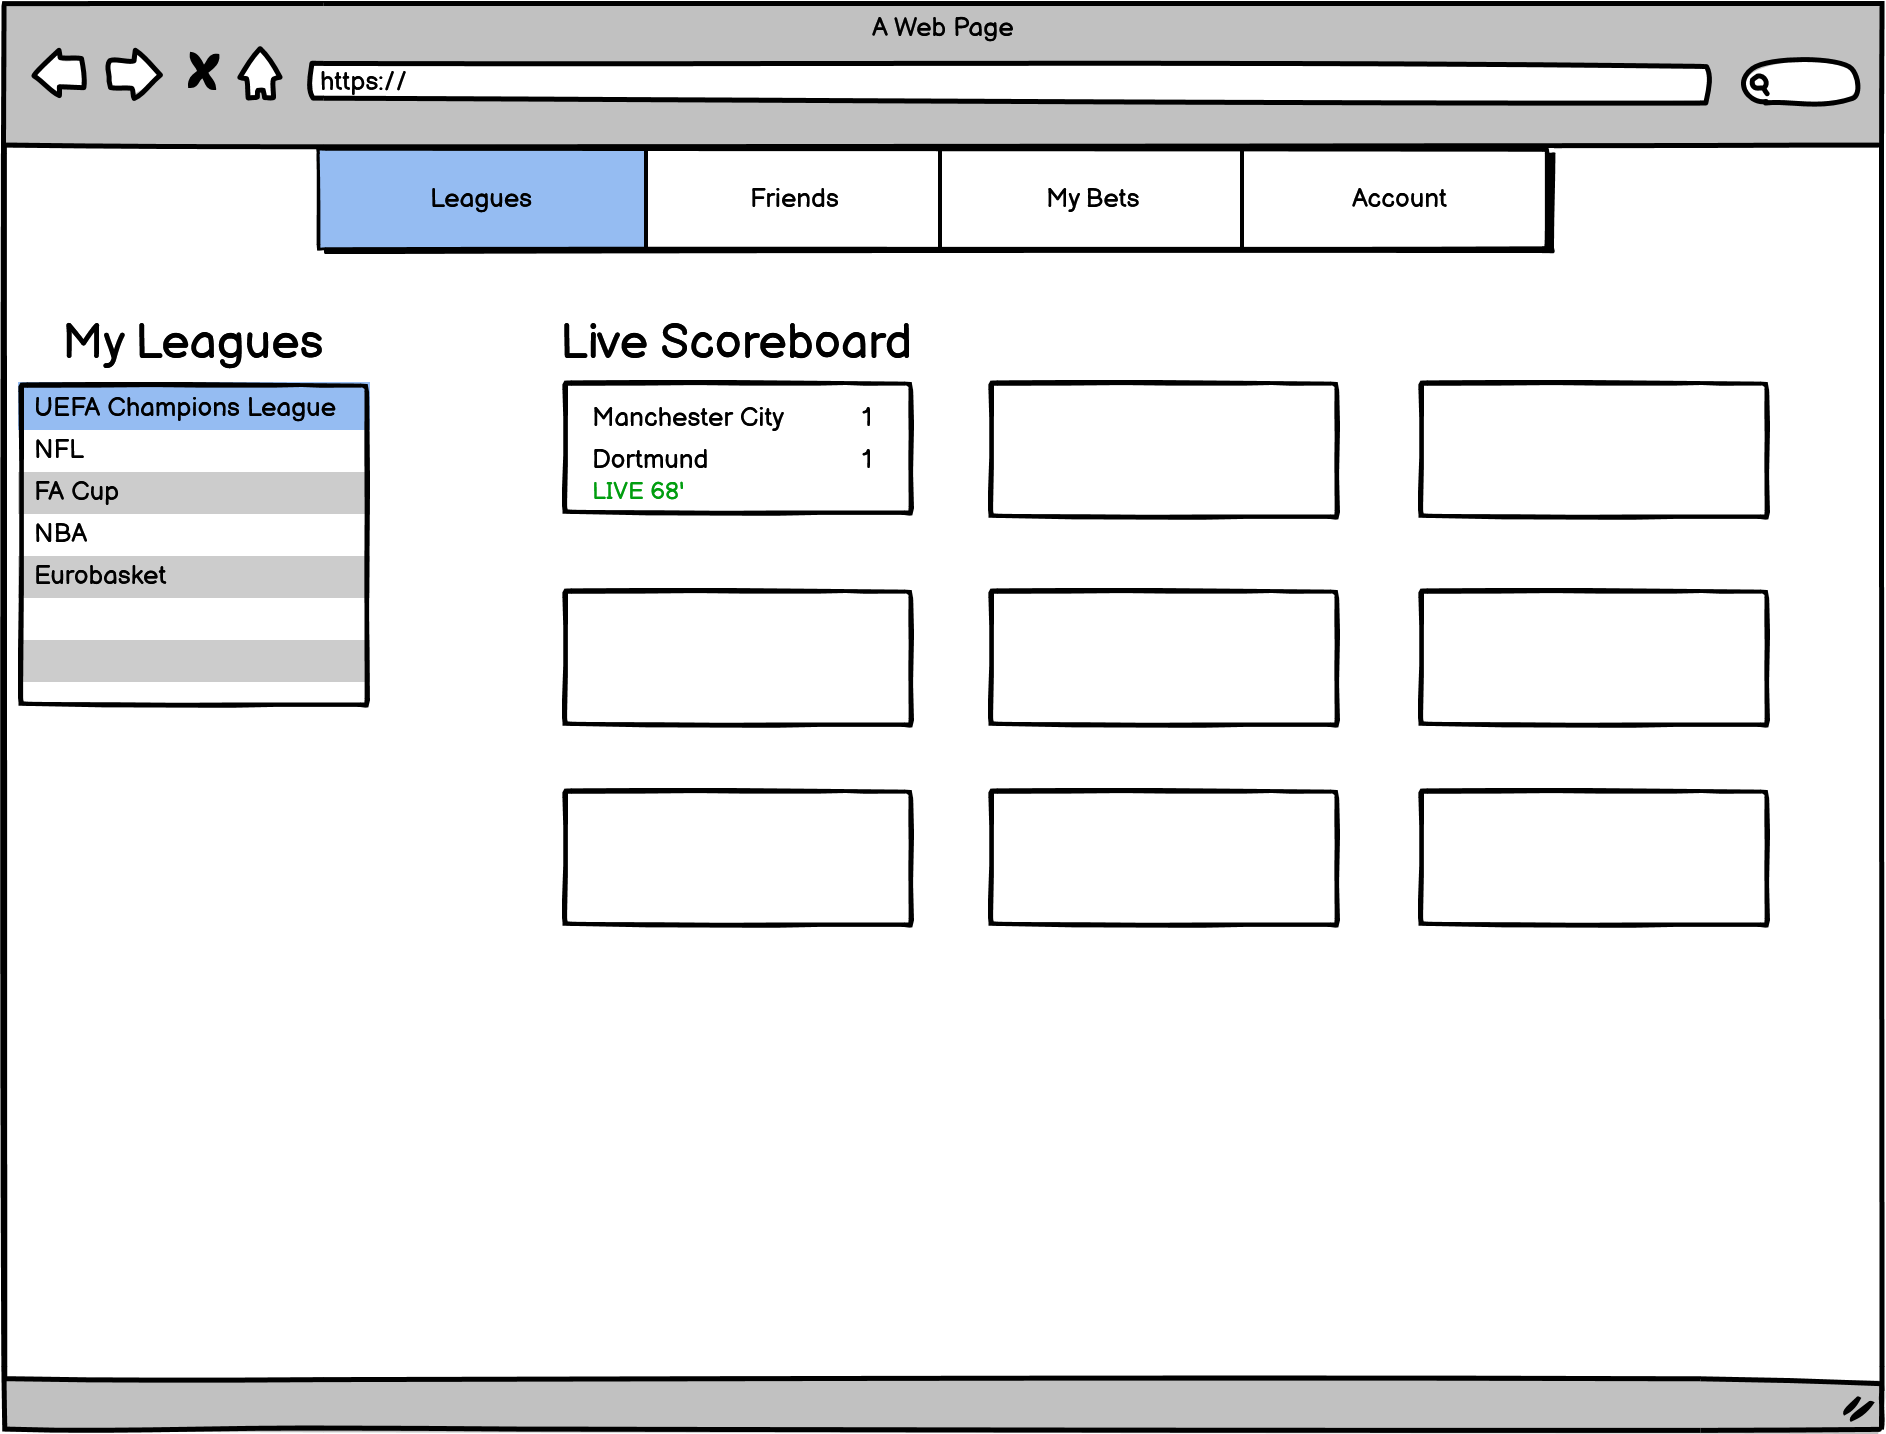 A Web Page
https://
Leagues
Friends
My Bets
Account
My Leagues
UEFA Champions League
NFL
FA Cup
NBA
Eurobasket
Live Scoreboard
Manchester City 1
Dortmund 1
LIVE 68'